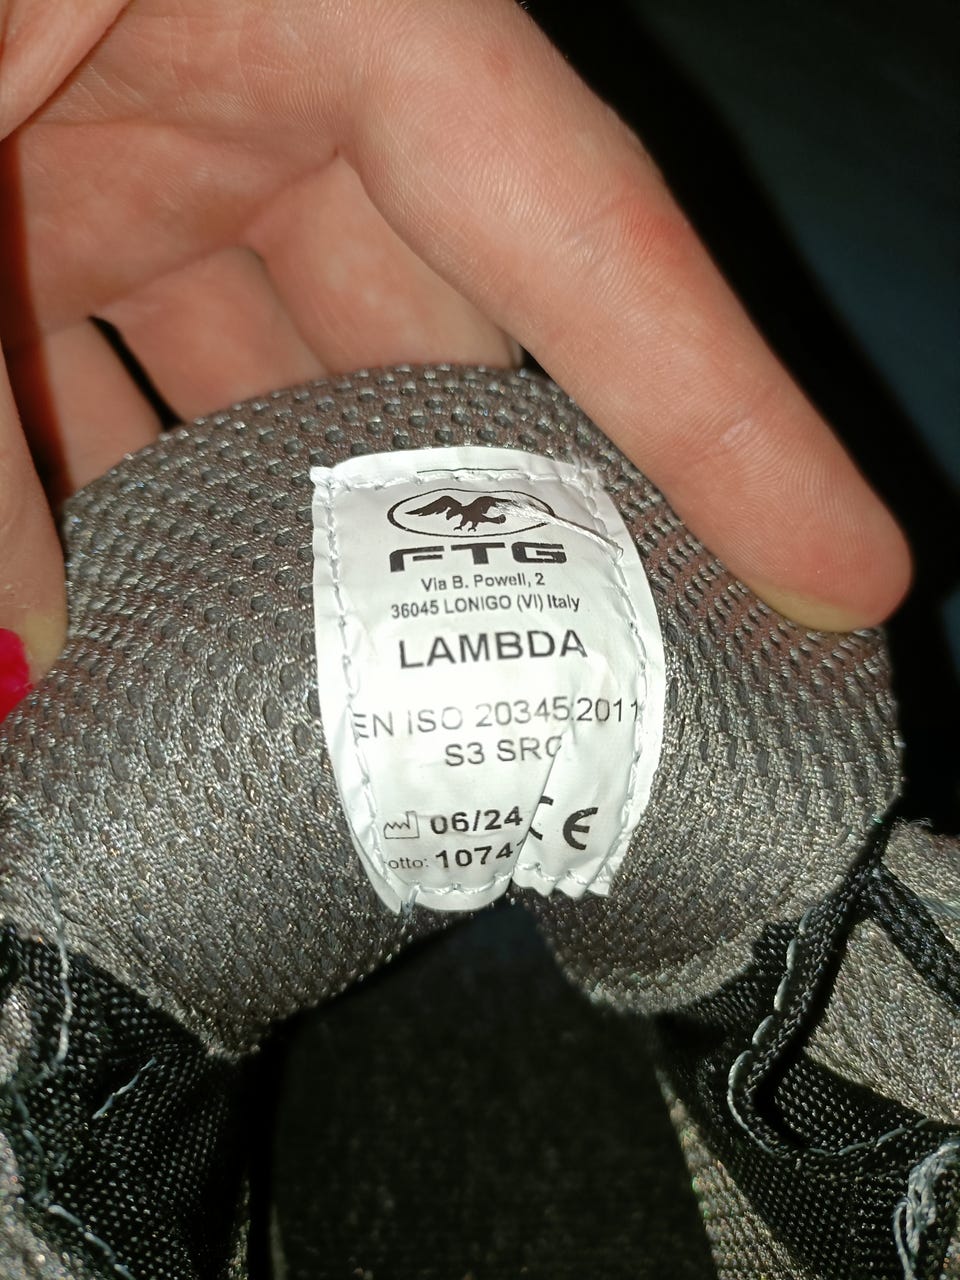 FTG
Via B. Powell, 2
36045 LONIGO (VI) Italy
LAMBDA
EN ISO 20345:2011
S3 SRC
06/24 CE
otto: 1074